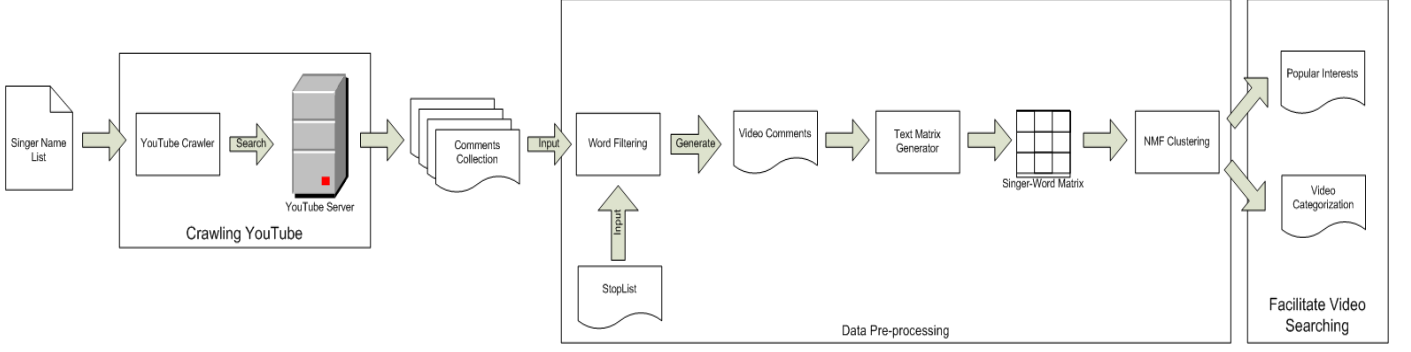 Singer Name
List
YouTube Crawler
Search
YouTube Server
Crawling YouTube
Comments
Collection
Input
Word Filtering
Input
StopList
Generate
Video Comments
Text Matrix
Generator
Singer-Word Matrix
NMF Clustering
Data Pre-processing
Popular Interests
Video
Categorization
Facilitate Video
Searching